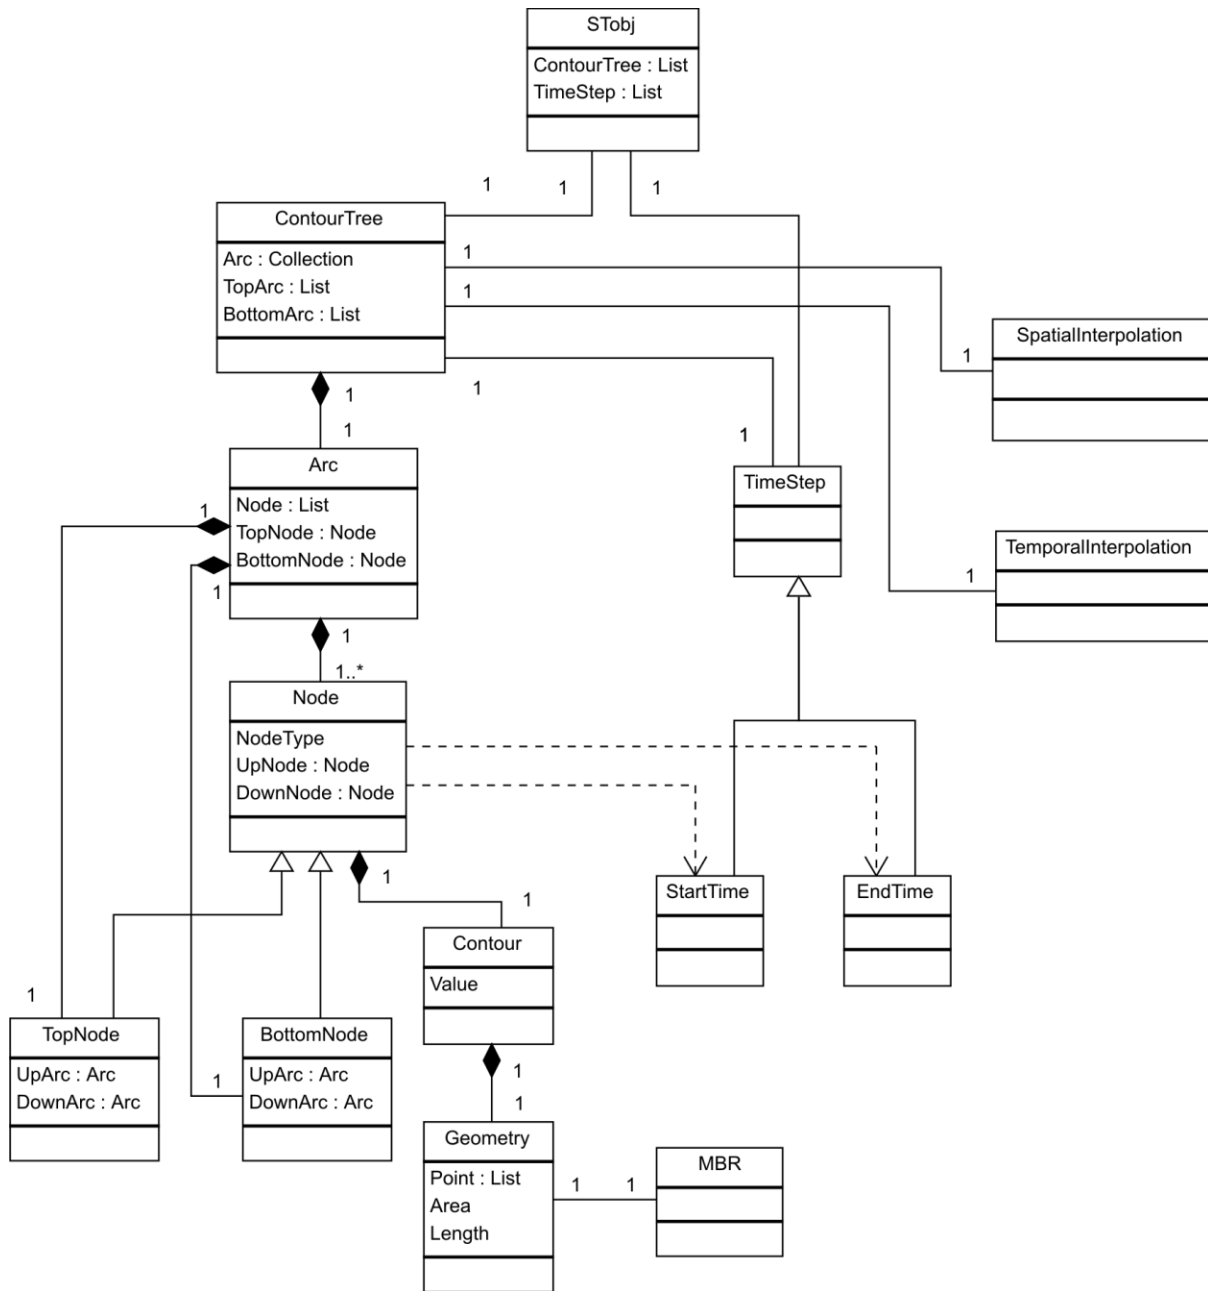 STobj
ContourTree : List
TimeStep : List
1
1
1
ContourTree
Arc : Collection
TopArc : List
BottomArc : List
1
1
1
SpatialInterpolation
1
1
1
1
Arc
Node : List
TopNode : Node
BottomNode : Node
1
1
1
TimeStep
TemporalInterpolation
1
1
1..*
Node
NodeType
UpNode : Node
DownNode : Node
1
1
StartTime
EndTime
Contour
Value
1
TopNode
UpArc : Arc
DownArc : Arc
1
BottomNode
UpArc : Arc
DownArc : Arc
1
1
Geometry
Point : List
Area
Length
1
1
MBR